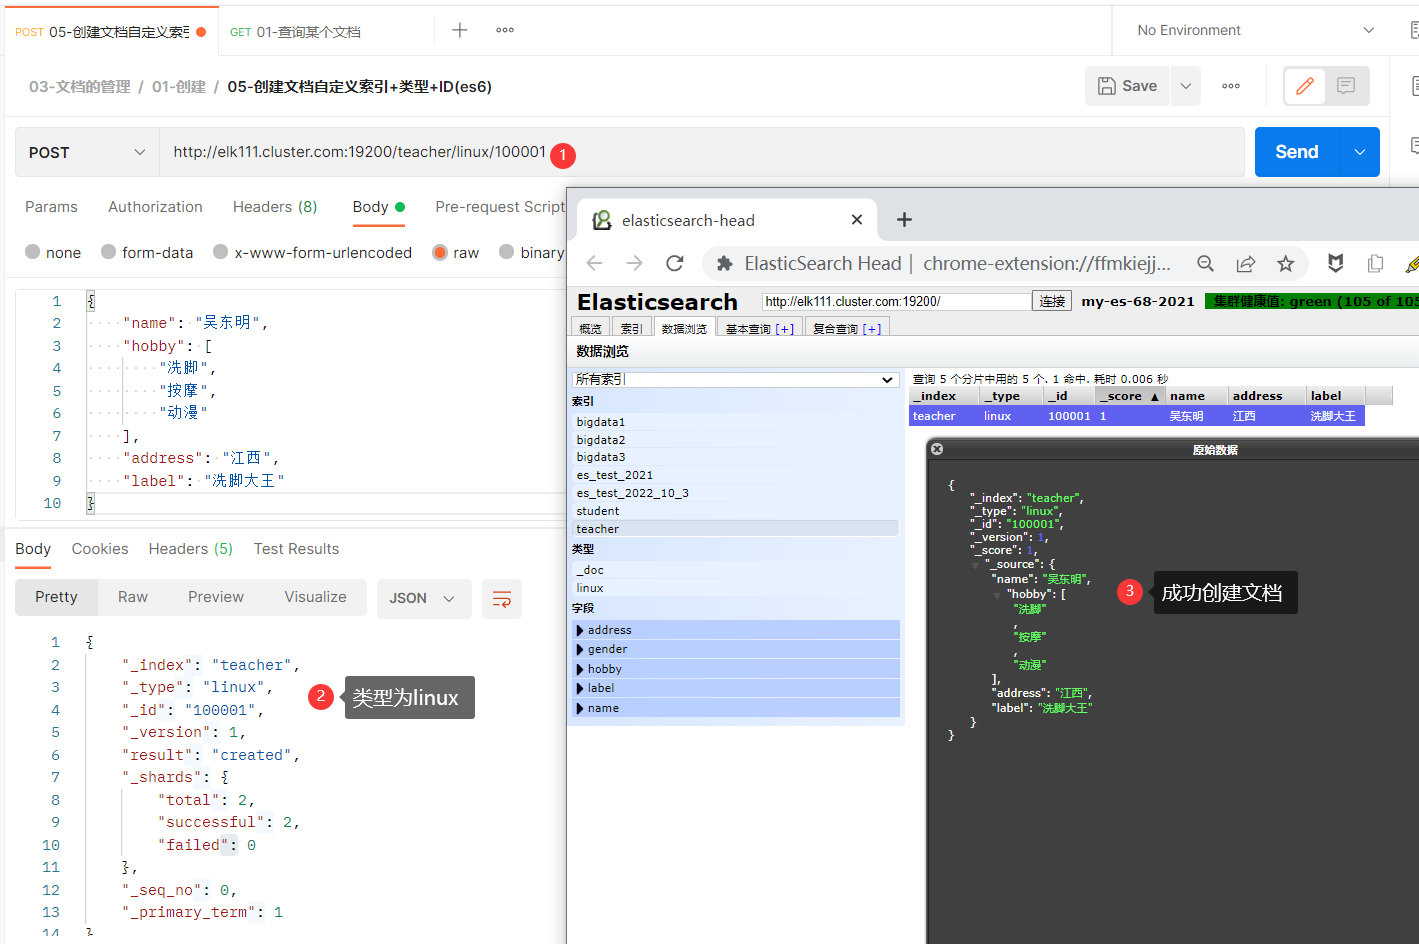 POST 05-创建文档自定义索引
GET 01-查询某个文档
No Environment
03-文档的管理 / 01-创建 / 05-创建文档自定义索引+类型+ID(es6)
Save
POST
http://elk111.cluster.com:19200/teacher/linux/100001
1
Send
Params Authorization Headers (8) Body Pre-request Script
none form-data x-www-form-urlencoded raw binary
1 {
2 "name": "吴东明",
3 "hobby": [
4 "洗脚",
5 "按摩",
6 "动漫"
7 ],
8 "address": "江西",
9 "label": "洗脚大王"
10 }
Body Cookies Headers (5) Test Results
Pretty Raw Preview Visualize JSON
1 {
2 "_index": "teacher",
3 "_type": "linux",
4 "_id": "100001",
5 "_version": 1,
6 "result": "created",
7 "_shards": {
8 "total": 2,
9 "successful": 2,
10 "failed": 0
11 },
12 "_seq_no": 0,
13 "_primary_term": 1
14 }
2 类型为linux
elasticsearch-head
ElasticSearch Head | chrome-extension://ffmkiejj...
Elasticsearch http://elk111.cluster.com:19200/ 连接 my-es-68-2021 集群健康值: green (105 of 105
概览 索引 数据浏览 基本查询 [+] 复合查询 [+]
数据浏览
所有索引
索引
bigdata1
bigdata2
bigdata3
es_test_2021
es_test_2022_10_3
student
teacher
类型
_doc
linux
字段
address
gender
hobby
label
name
查询 5 个分片中用的 5 个. 1 命中. 耗时 0.006 秒
_index _type _id _score ▲ name address label
teacher linux 100001 1 吴东明 江西 洗脚大王
原始数据
{
"_index": "teacher",
"_type": "linux",
"_id": "100001",
"_version": 1,
"_score": 1,
"_source": {
"name": "吴东明",
"hobby": [
"洗脚"
,
"按摩"
,
"动漫"
],
"address": "江西",
"label": "洗脚大王"
}
}
3 成功创建文档